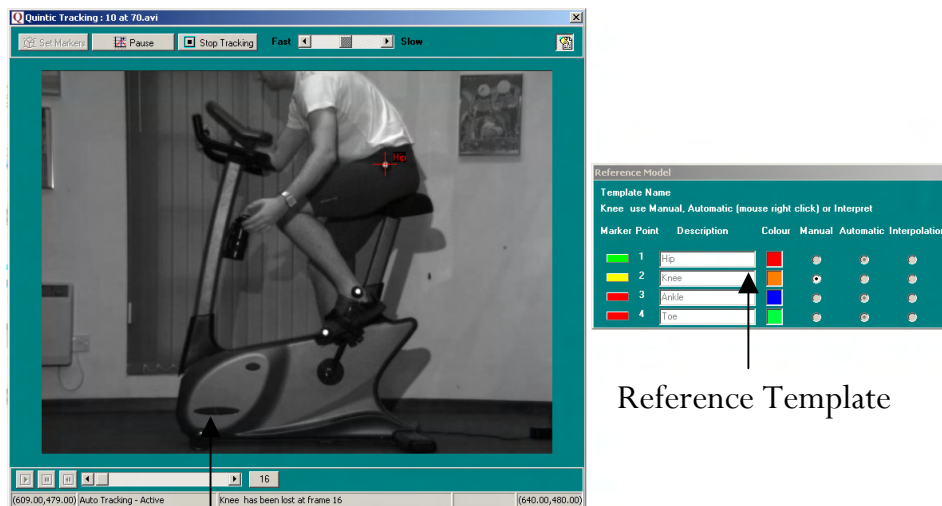 Quintic Tracking : 10 at 70.avi
Set Markers Pause Stop Tracking Fast Slow
Hip
16
(609.00,479.00) Auto Tracking - Active Knee has been lost at frame 16 (640.00,480.00)
Reference Model
Template Name
Knee use Manual, Automatic (mouse right click) or Interpret
Marker Point Description Colour Manual Automatic Interpolation
1 Hip
2 Knee
3 Ankle
4 Toe
Reference Template